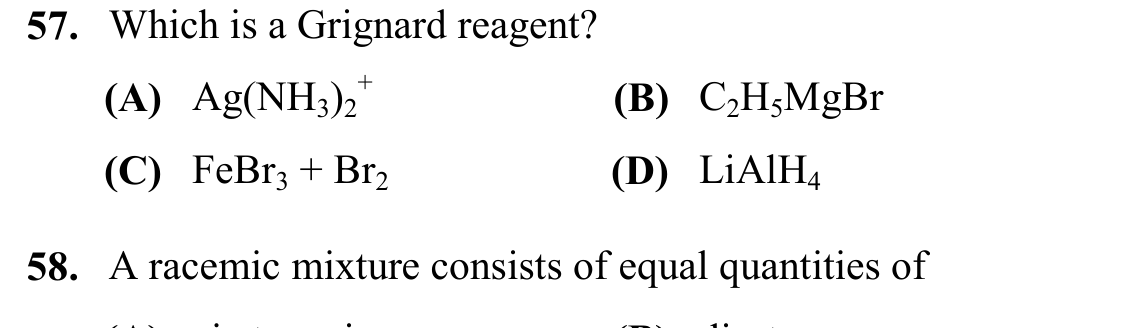 57. Which is a Grignard reagent?
(A) Ag(NH₃)₂⁺ (B) C₂H₅MgBr
(C) FeBr₃ + Br₂ (D) LiAlH₄
58. A racemic mixture consists of equal quantities of